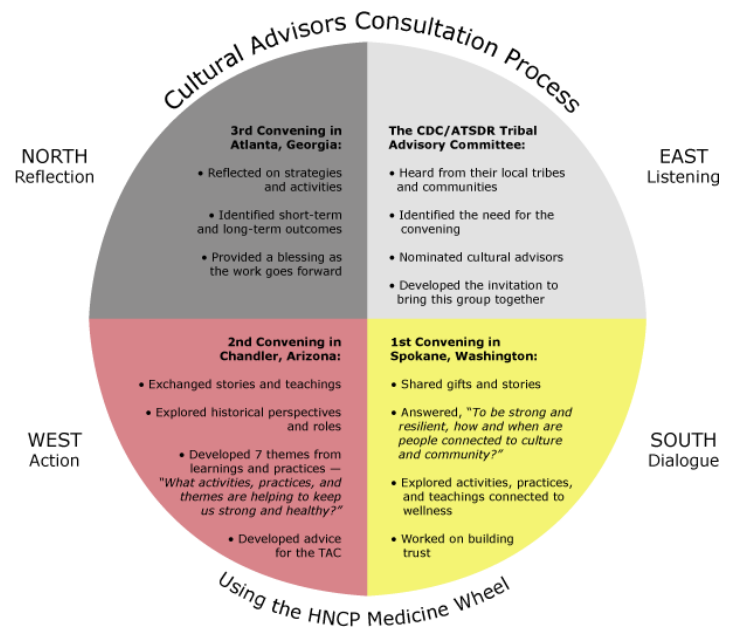 Cultural Advisors Consultation Process
NORTH
Reflection
3rd Convening in
Atlanta, Georgia:
• Reflected on strategies
and activities
• Identified short-term
and long-term outcomes
• Provided a blessing as
the work goes forward
The CDC/ATSDR Tribal
Advisory Committee:
• Heard from their local tribes
and communities
• Identified the need for the
convening
• Nominated cultural advisors
• Developed the invitation to
bring this group together
EAST
Listening
WEST
Action
2nd Convening in
Chandler, Arizona:
• Exchanged stories and teachings
• Explored historical perspectives
and roles
• Developed 7 themes from
learnings and practices —
“What activities, practices, and
themes are helping to keep
us strong and healthy?”
• Developed advice
for the TAC
1st Convening in
Spokane, Washington:
• Shared gifts and stories
• Answered, “To be strong and
resilient, how and when are
people connected to culture
and community?”
• Explored activities, practices,
and teachings connected to
wellness
• Worked on building
trust
SOUTH
Dialogue
Using the HNCP Medicine Wheel